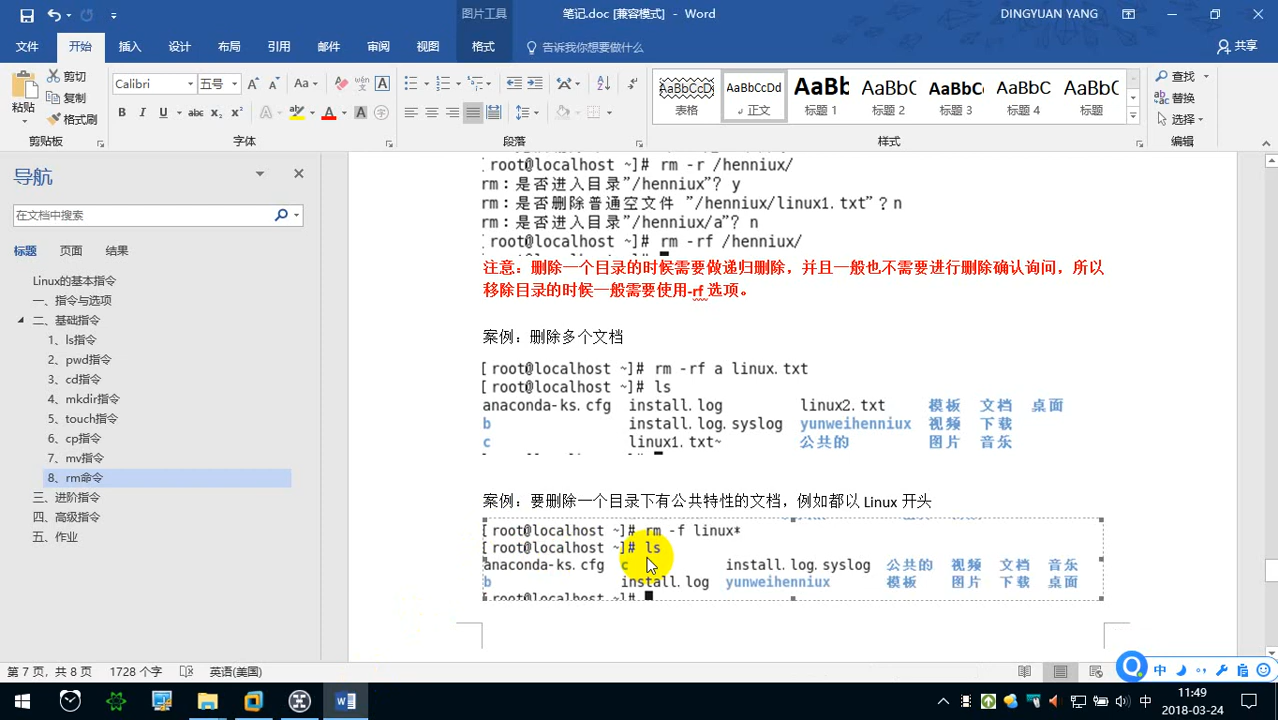 图片工具
笔记.doc [兼容模式] - Word
DINGYUAN YANG
文件 开始 插入 设计 布局 引用 邮件 审阅 视图 格式 告诉我你想要做什么 共享
粘贴 剪切 复制 格式刷
剪贴板
Calibri 五号
字体
段落
AaBbCcDd 表格
AaBbCcDd 正文
AaBb 标题 1
AaBbC 标题 2
AaBbC 标题 3
AaBbC 标题 4
AaBbC 标题
样式
查找
替换
选择
编辑
导航
在文档中搜索
标题 页面 结果
Linux的基本指令
一、指令与选项
二、基础指令
1、ls指令
2、pwd指令
3、cd指令
4、mkdir指令
5、touch指令
6、cp指令
7、mv指令
8、rm命令
三、进阶指令
四、高级指令
五、作业
[root@localhost ~]# rm -r /henniux/
rm：是否进入目录"/henniux"? y
rm：是否删除普通空文件 "/henniux/linux1.txt"？n
rm：是否进入目录"/henniux/a"? n
[root@localhost ~]# rm -rf /henniux/
注意：删除一个目录的时候需要做递归删除，并且一般也不需要进行删除确认询问，所以
移除目录的时候一般需要使用-rf 选项。
案例：删除多个文档
[root@localhost ~]# rm -rf a linux.txt
[root@localhost ~]# ls
anaconda-ks.cfg install.log linux2.txt 模板 文档 桌面
b install.log.syslog yunweihenniux 视频 下载
c linux1.txt~ 公共的 图片 音乐
案例：要删除一个目录下有公共特性的文档，例如都以 Linux 开头
[root@localhost ~]# rm -f linux*
[root@localhost ~]# ls
anaconda-ks.cfg c install.log.syslog 公共的 视频 文档 音乐
b install.log yunweihenniux 模板 图片 下载 桌面
[root@localhost ~]#
第 7 页，共 8 页 1728 个字 英语(美国)
中
中 11:49
2018-03-24